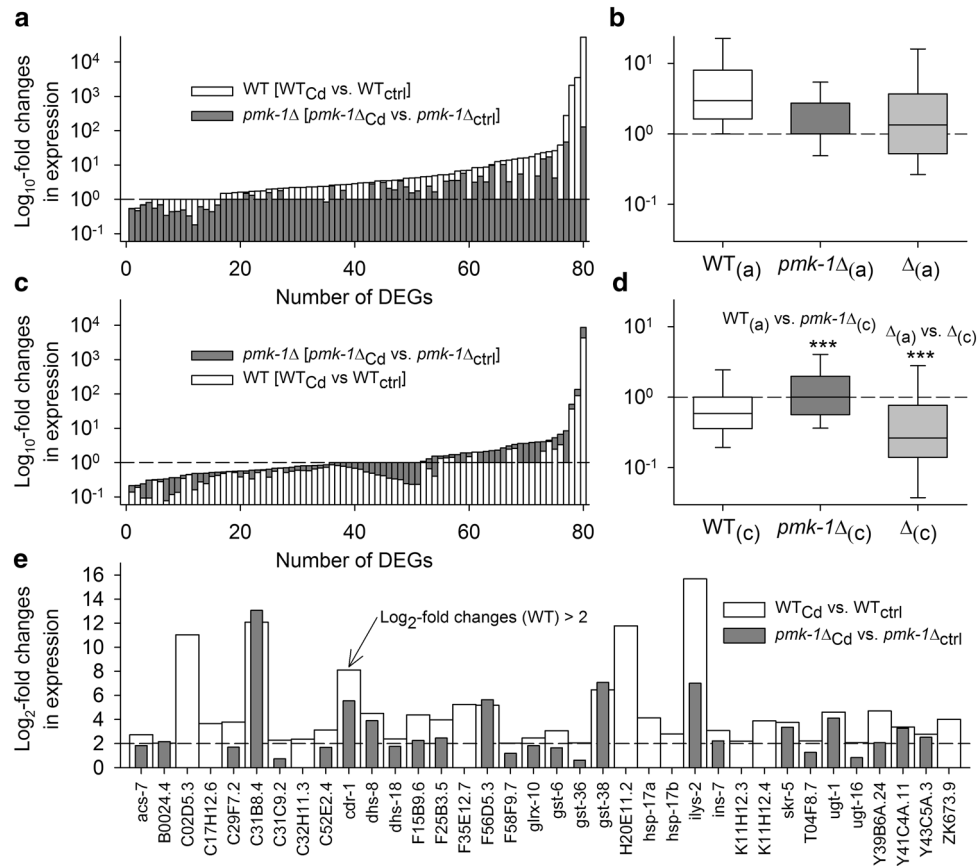 a
Log10-fold changes
in expression
10^4
10^3
10^2
10^1
10^0
10^-1
WT [WTCd vs. WTctrl]
pmk-1Δ [pmk-1ΔCd vs. pmk-1Δctrl]
0 20 40 60 80
Number of DEGs
b
10^1
10^0
10^-1
WT(a) pmk-1Δ(a) Δ(a)
c
Log10-fold changes
in expression
10^4
10^3
10^2
10^1
10^0
10^-1
pmk-1Δ [pmk-1ΔCd vs. pmk-1Δctrl]
WT [WTCd vs WTctrl]
0 20 40 60 80
Number of DEGs
d
10^1
10^0
10^-1
WT(a) vs. pmk-1Δ(c)
***
Δ(a) vs. Δ(c)
***
WT(c) pmk-1Δ(c) Δ(c)
e
Log2-fold changes
in expression
16
14
12
10
8
6
4
2
0
Log2-fold changes (WT) > 2
WTCd vs. WTctrl
pmk-1ΔCd vs. pmk-1Δctrl
acs-7
B0024.4
C02D5.3
C17H12.6
C29F7.2
C31B8.4
C31C9.2
C32H11.3
C52E2.4
cdr-1
dhs-8
dhs-18
F15B9.6
F25B3.5
F35E12.7
F56D5.3
F58F9.7
glrx-10
gst-6
gst-36
gst-38
H20E11.2
hsp-17a
hsp-17b
ilys-2
ins-7
K11H12.3
K11H12.4
skr-5
T04F8.7
ugt-1
ugt-16
Y39B6A.24
Y41C4A.11
Y43C5A.3
ZK673.9